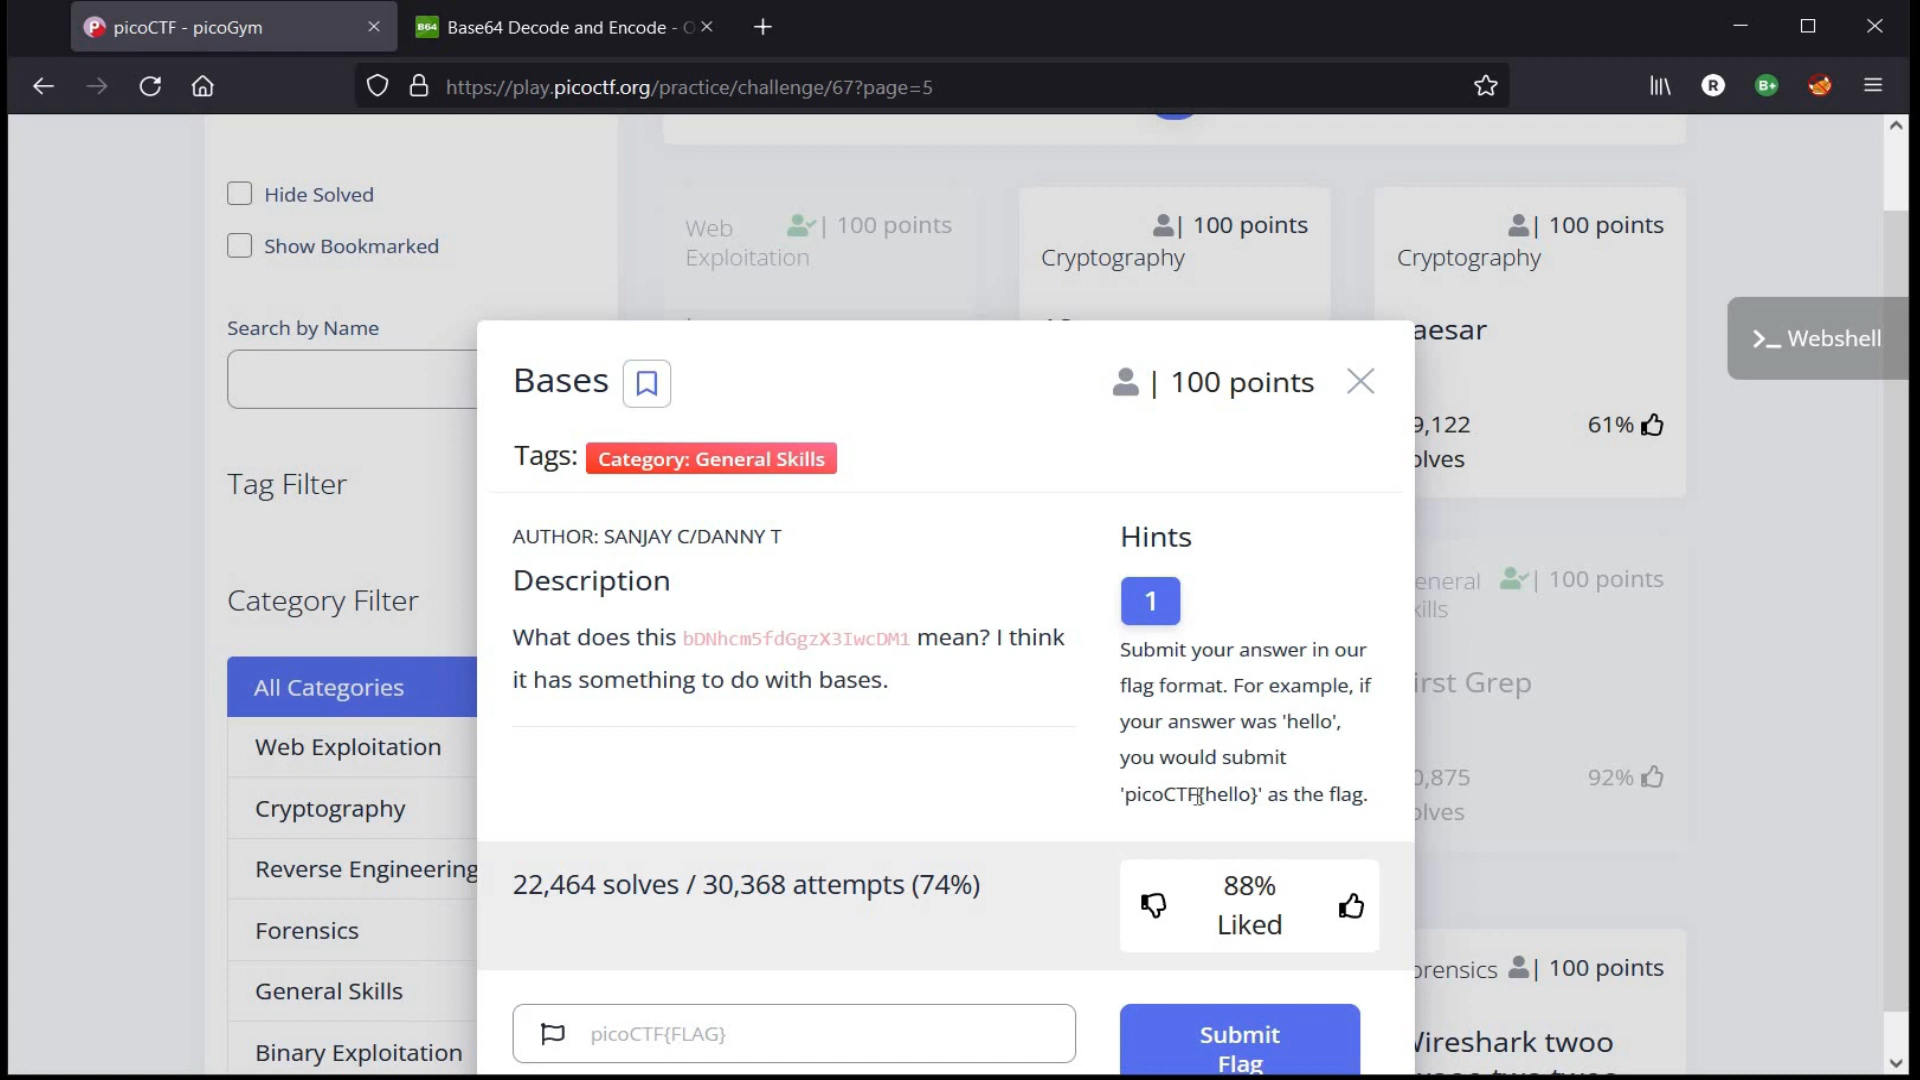 picoCTF - picoGym
B64 Base64 Decode and Encode - O
https://play.picoctf.org/practice/challenge/67?page=5
R
B+
Hide Solved
Show Bookmarked
Search by Name
Tag Filter
Category Filter
All Categories
Web Exploitation
Cryptography
Reverse Engineering
Forensics
General Skills
Binary Exploitation
Web
Exploitation
| 100 points
Cryptography
| 100 points
Cryptography
| 100 points
aesar
9,122
olves
61%
>_ Webshell
Bases
| 100 points
Tags: Category: General Skills
AUTHOR: SANJAY C/DANNY T
Description
What does this bDNhcm5fdGgzX3IwcDM1 mean? I think
it has something to do with bases.
Hints
1
Submit your answer in our
flag format. For example, if
your answer was 'hello',
you would submit
'picoCTF{hello}' as the flag.
22,464 solves / 30,368 attempts (74%)
88%
Liked
picoCTF{FLAG}
Submit
Flag
eneral
kills
| 100 points
irst Grep
0,875
olves
92%
orensics
| 100 points
Wireshark twoo